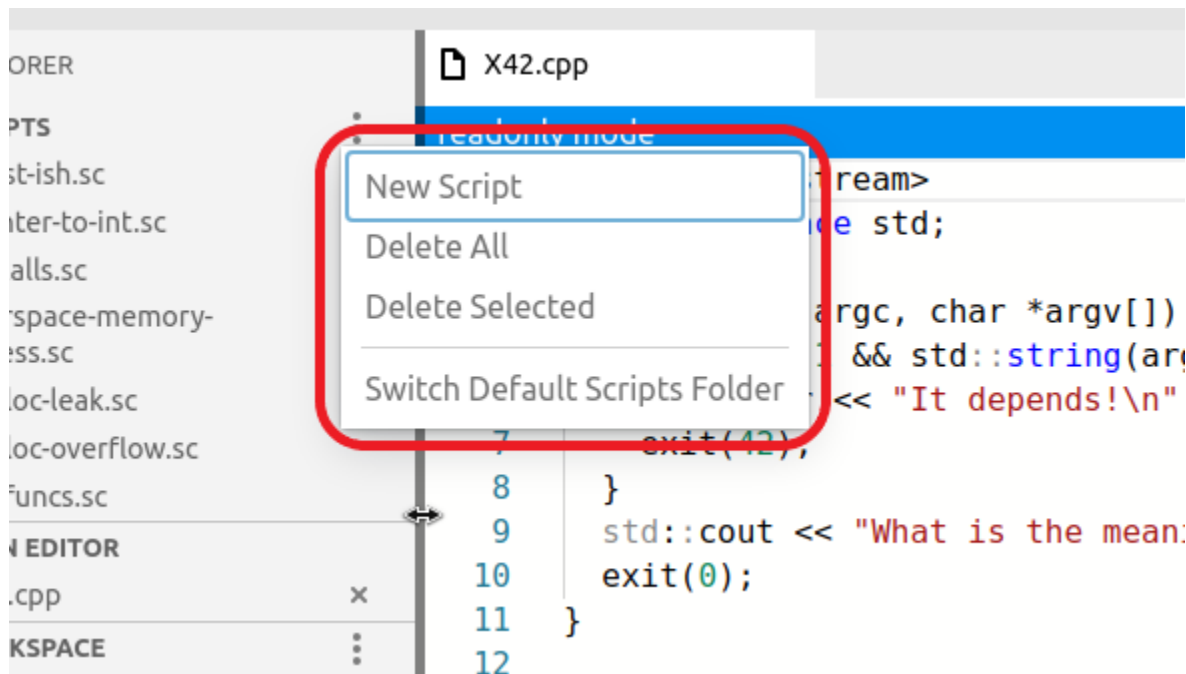 ORER
PTS
st-ish.sc
nter-to-int.sc
alls.sc
rspace-memory-
ess.sc
loc-leak.sc
loc-overflow.sc
funcs.sc
N EDITOR
.cpp ×
KSPACE
X42.cpp
readonly mode
New Script
Delete All
Delete Selected
Switch Default Scripts Folder
stream>
ce std;
argc, char *argv[])
1 && std::string(arg
<< "It depends!\n"
7 exit(42);
8 }
9 std::cout << "What is the meani
10 exit(0);
11 }
12